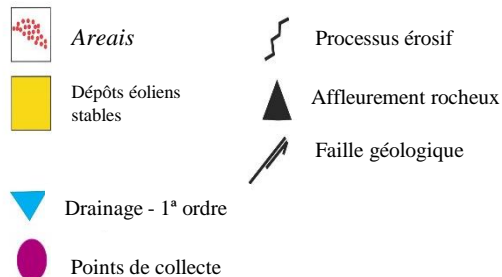 Areais
Dépôts éoliens
stables
Drainage - 1ª ordre
Points de collecte
Processus érosif
Affleurement rocheux
Faille géologique